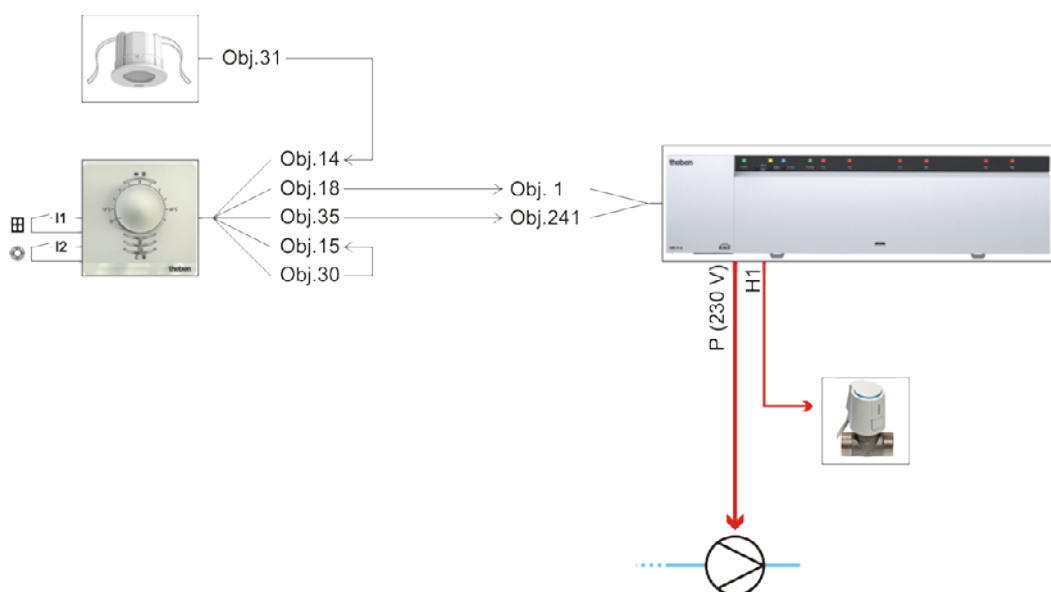 Obj.31
Obj.14
Obj.18
Obj. 1
Obj.35
Obj.241
Obj.15
Obj.30
I1
I2
theben
theben
P (230 V)
H1